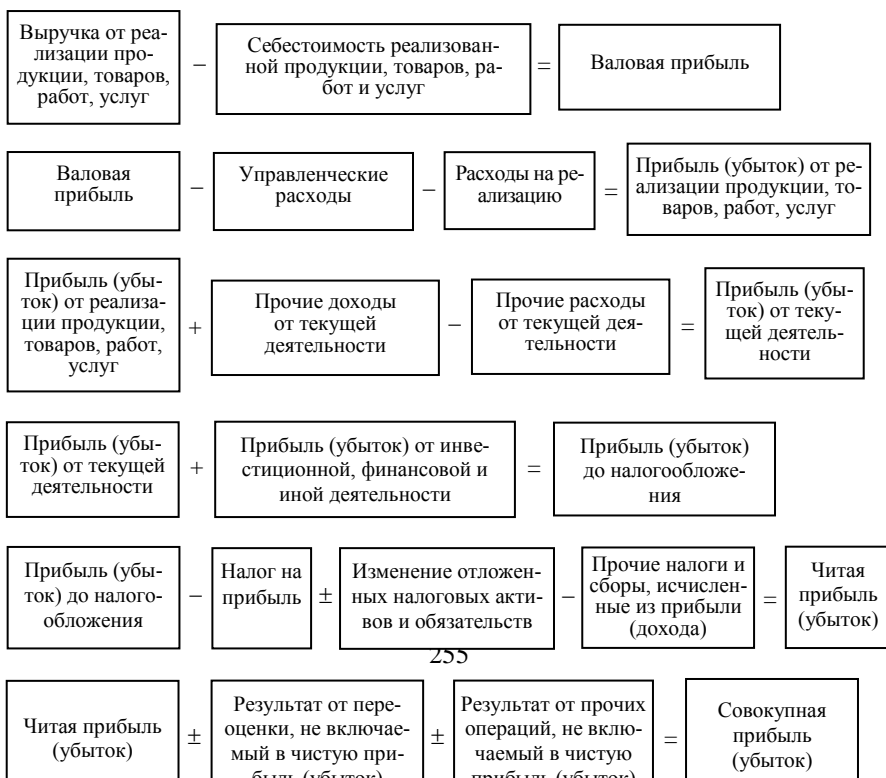 Выручка от ре-
лизации про-
дукции, товаров,
работ, услуг
–
Себестоимость реализован-
ной продукции, товаров, ра-
бот и услуг
=
Валовая прибыль
Валовая
прибыль
–
Управленческие
расходы
–
Расходы на ре-
ализацию
=
Прибыль (убыток) от ре-
ализации продукции, то-
варов, работ, услуг
Прибыль (убы-
ток) от реализа-
ции продукции,
товаров, работ,
услуг
+
Прочие доходы
от текущей
деятельности
–
Прочие расходы
от текущей дея-
тельности
=
Прибыль (убы-
ток) от теку-
щей деятель-
ности
Прибыль (убы-
ток) от текущей
деятельности
+
Прибыль (убыток) от инве-
стиционной, финансовой и
иной деятельности
=
Прибыль (убыток)
до налогообложе-
ния
Прибыль (убы-
ток) до налого-
обложения
–
Налог на
прибыль
±
Изменение отложен-
ных налоговых акти-
вов и обязательств
–
Прочие налоги и
сборы, исчислен-
ные из прибыли
(дохода)
=
Читая
прибыль
(убыток)
255
Читая прибыль
(убыток)
±
Результат от пере-
оценки, не включае-
мый в чистую при-
быль (убыток)
±
Результат от прочих
операций, не вклю-
чаемый в чистую
прибыль (убыток)
=
Совокупная
прибыль
(убыток)